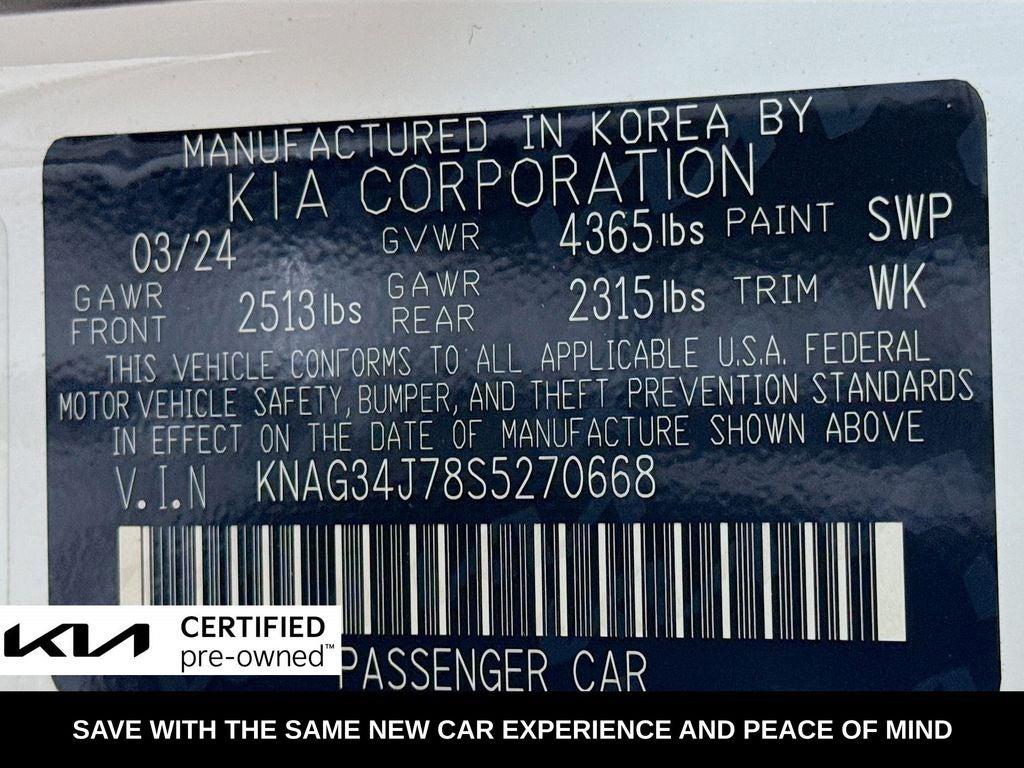 MANUFACTURED IN KOREA BY
KIA CORPORATION
03/24 GVWR 4365 lbs PAINT SWP
GAWR FRONT 2513 lbs GAWR REAR 2315 lbs TRIM WK
THIS VEHICLE CONFORMS TO ALL APPLICABLE U.S.A. FEDERAL
MOTOR VEHICLE SAFETY, BUMPER, AND THEFT PREVENTION STANDARDS
IN EFFECT ON THE DATE OF MANUFACTURE SHOWN ABOVE
V.I.N KNAG34J78S5270668
PASSENGER CAR
KIA CERTIFIED
pre-owned™
SAVE WITH THE SAME NEW CAR EXPERIENCE AND PEACE OF MIND